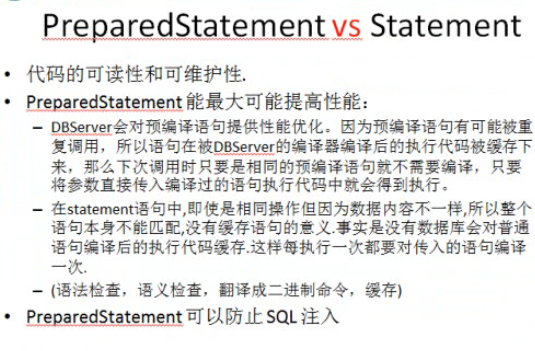 PreparedStatement vs Statement
• 代码的可读性和可维护性.
• PreparedStatement 能最大可能提高性能：
– DBServer会对预编译语句提供性能优化。因为预编译语句有可能被重
复调用，所以语句在被DBServer的编译器编译后的执行代码被缓存下
来，那么下次调用时只要是相同的预编译语句就不需要编译，只要
将参数直接传入编译过的语句执行代码中就会得到执行。
– 在statement语句中,即使是相同操作但因为数据内容不一样,所以整个
语句本身不能匹配,没有缓存语句的意义.事实是没有数据库会对普通
语句编译后的执行代码缓存.这样每执行一次都要对传入的语句编译
一次.
– (语法检查，语义检查，翻译成二进制命令，缓存)
• PreparedStatement 可以防止 SQL 注入